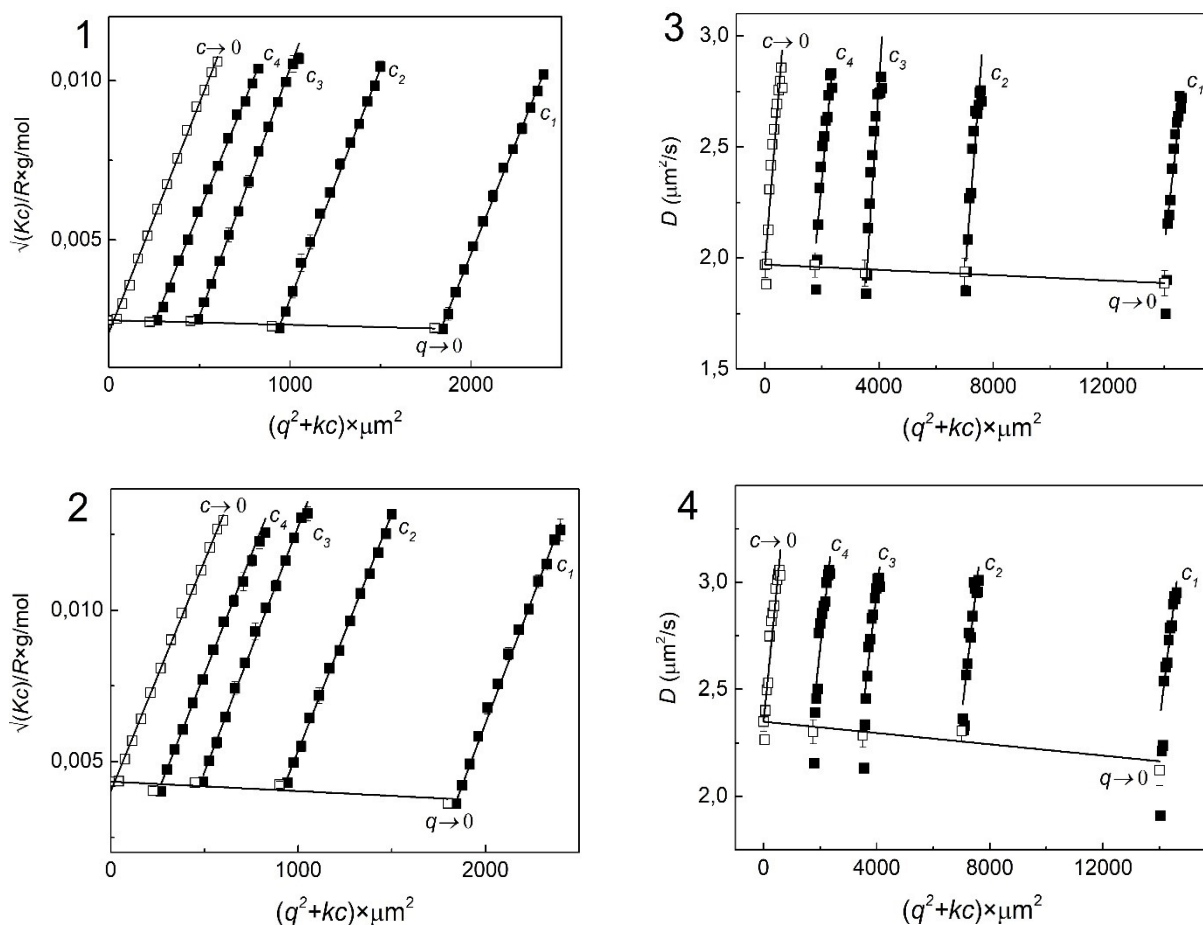 1
√(Kc)/R×g/mol
0,010
0,005
c→0
c4
c3
c2
c1
q→0
0
1000
2000
(q²+kc)×μm²
3
D (μm²/s)
3,0
2,5
2,0
1,5
c→0
c4
c3
c2
c1
q→0
0
4000
8000
12000
(q²+kc)×μm²
2
√(Kc)/R×g/mol
0,010
0,005
c→0
c4
c3
c2
c1
q→0
0
1000
2000
(q²+kc)×μm²
4
D (μm²/s)
3,0
2,5
2,0
c→0
c4
c3
c2
c1
q→0
0
4000
8000
12000
(q²+kc)×μm²